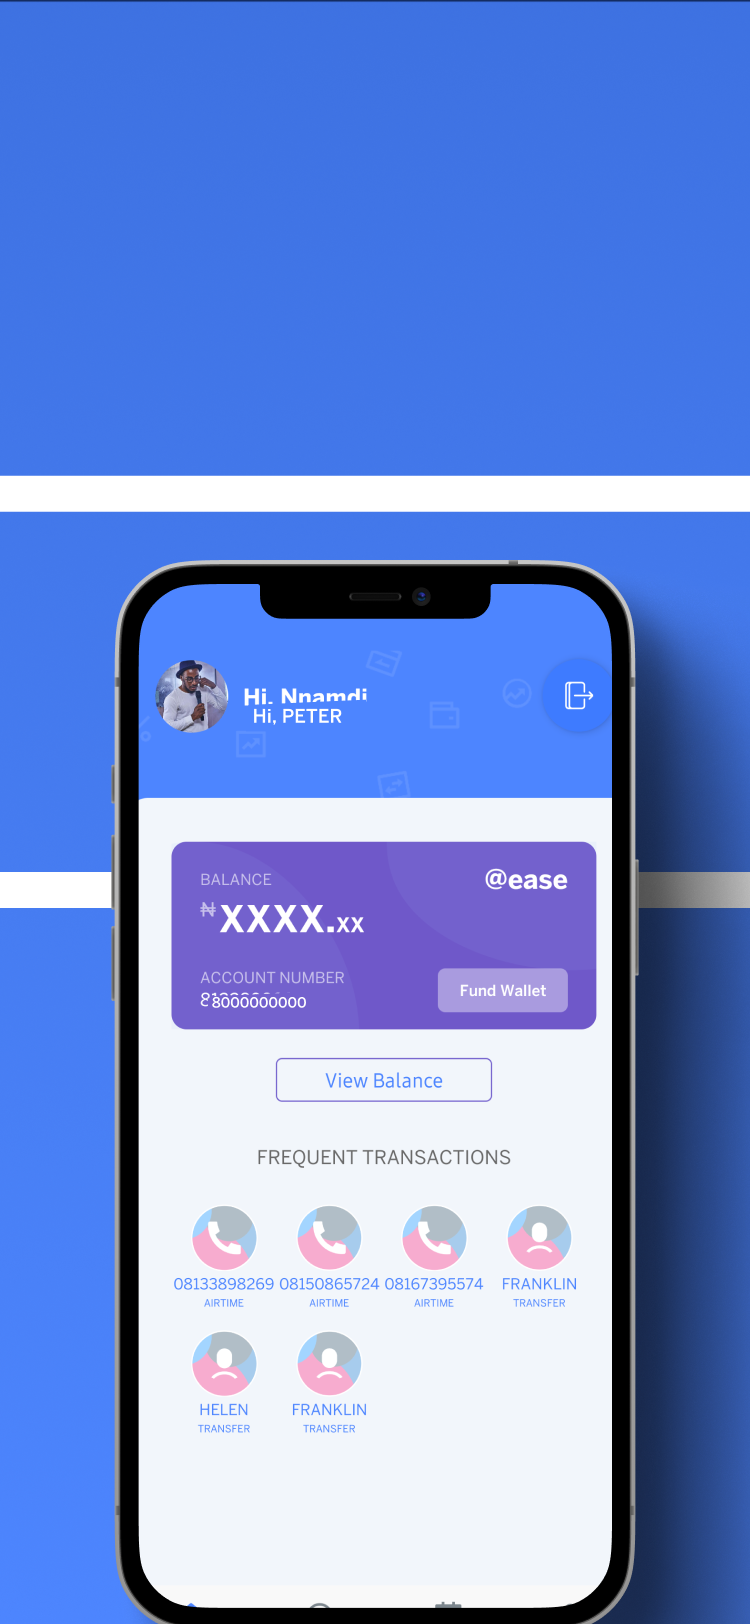 Hi, Nnamdi
Hi, PETER
BALANCE
@ease
₦XXXX.xx
ACCOUNT NUMBER
8000000000
Fund Wallet
View Balance
FREQUENT TRANSACTIONS
08133898269 08150865724 08167395574 FRANKLIN
AIRTIME AIRTIME AIRTIME TRANSFER
HELEN FRANKLIN
TRANSFER TRANSFER